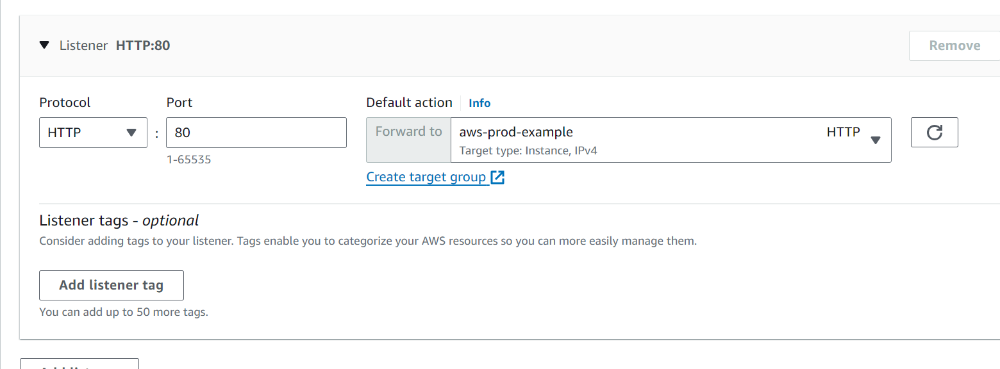 Listener HTTP:80
Remove
Protocol
Port
Default action
Info
HTTP
:
80
Forward to
aws-prod-example
HTTP
Target type: Instance, IPv4
1-65535
Create target group
Listener tags - optional
Consider adding tags to your listener. Tags enable you to categorize your AWS resources so you can more easily manage them.
Add listener tag
You can add up to 50 more tags.